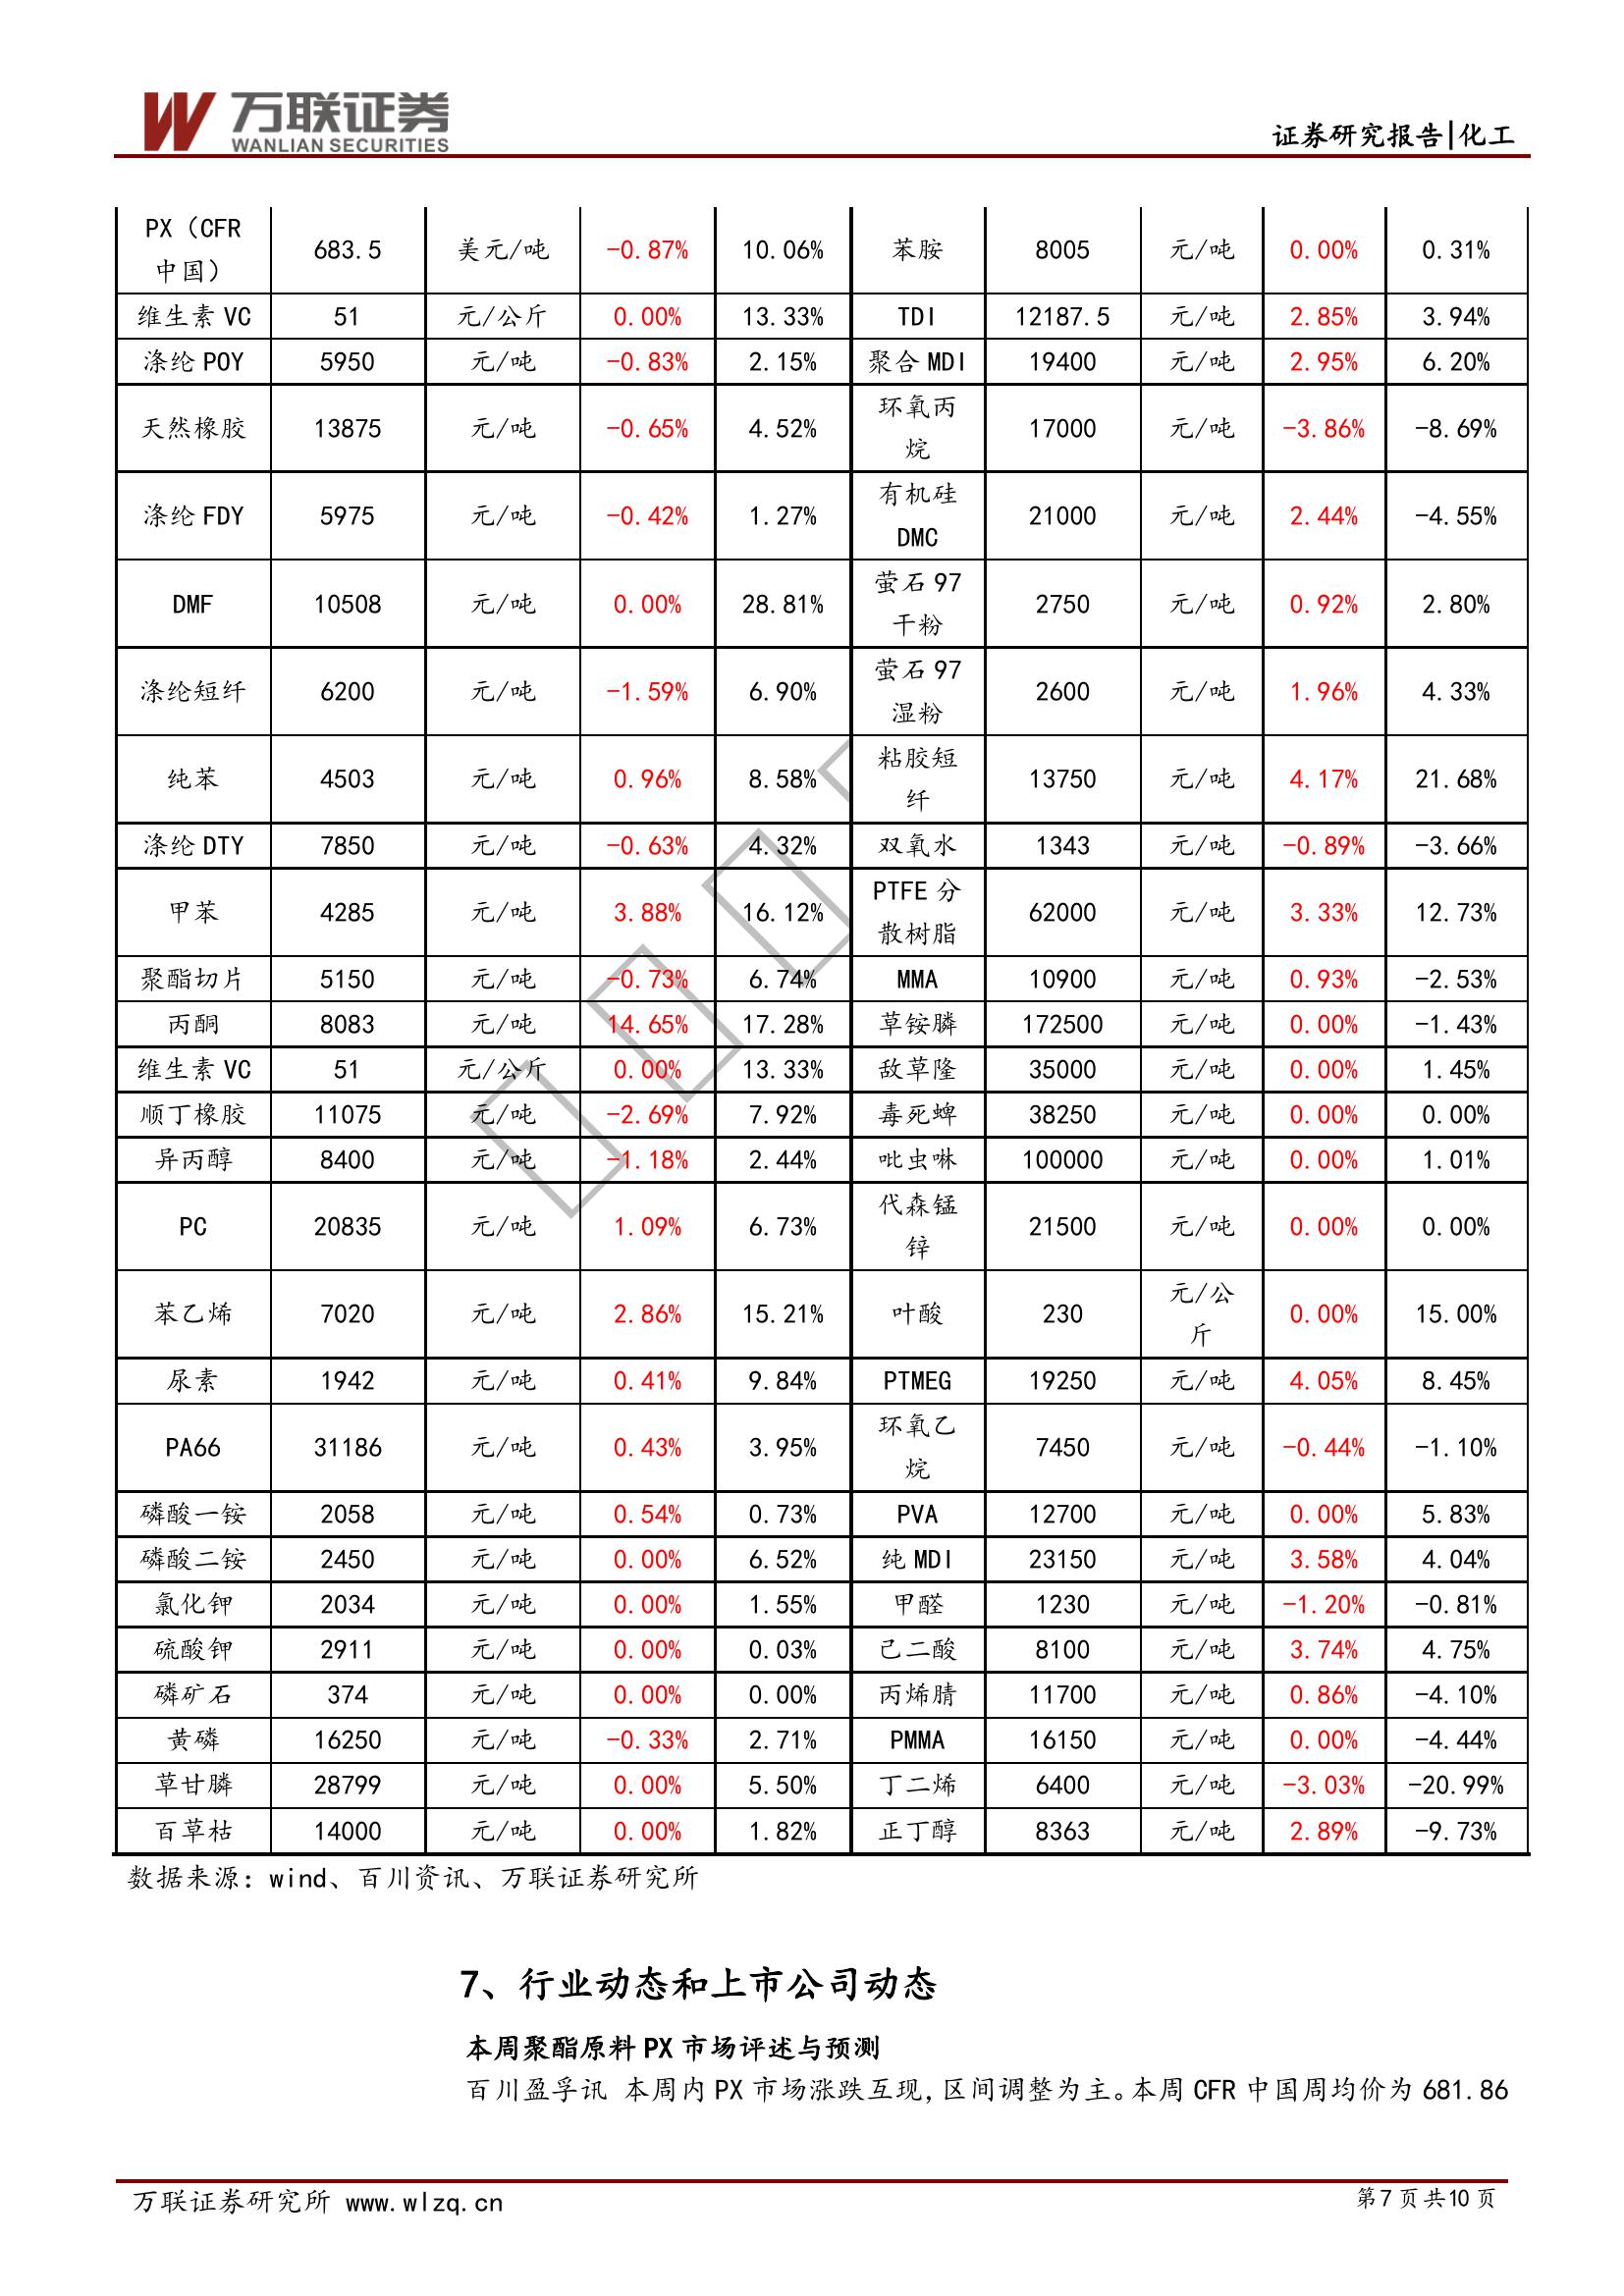 万联证券
WANLIAN SECURITIES
证券研究报告|化工
PX（CFR
中国） 683.5 美元/吨 -0.87% 10.06% 苯胺 8005 元/吨 0.00% 0.31%
维生素 VC 51 元/公斤 0.00% 13.33% TDI 12187.5 元/吨 2.85% 3.94%
涤纶 POY 5950 元/吨 -0.83% 2.15% 聚合 MDI 19400 元/吨 2.95% 6.20%
天然橡胶 13875 元/吨 -0.65% 4.52% 环氧丙
烷 17000 元/吨 -3.86% -8.69%
涤纶 FDY 5975 元/吨 -0.42% 1.27% 有机硅
DMC 21000 元/吨 2.44% -4.55%
DMF 10508 元/吨 0.00% 28.81% 萤石 97
干粉 2750 元/吨 0.92% 2.80%
涤纶短纤 6200 元/吨 -1.59% 6.90% 萤石 97
湿粉 2600 元/吨 1.96% 4.33%
纯苯 4503 元/吨 0.96% 8.58% 粘胶短
纤 13750 元/吨 4.17% 21.68%
涤纶 DTY 7850 元/吨 -0.63% 4.32% 双氧水 1343 元/吨 -0.89% -3.66%
甲苯 4285 元/吨 3.88% 16.12% PTFE 分
散树脂 62000 元/吨 3.33% 12.73%
聚酯切片 5150 元/吨 -0.73% 6.74% MMA 10900 元/吨 0.93% -2.53%
丙酮 8083 元/吨 14.65% 17.28% 草铵膦 172500 元/吨 0.00% -1.43%
维生素 VC 51 元/公斤 0.00% 13.33% 敌草隆 35000 元/吨 0.00% 1.45%
顺丁橡胶 11075 元/吨 -2.69% 7.92% 毒死蜱 38250 元/吨 0.00% 0.00%
异丙醇 8400 元/吨 -1.18% 2.44% 吡虫啉 100000 元/吨 0.00% 1.01%
PC 20835 元/吨 1.09% 6.73% 代森锰
锌 21500 元/吨 0.00% 0.00%
苯乙烯 7020 元/吨 2.86% 15.21% 叶酸 230 元/公
斤 0.00% 15.00%
尿素 1942 元/吨 0.41% 9.84% PTMEG 19250 元/吨 4.05% 8.45%
PA66 31186 元/吨 0.43% 3.95% 环氧乙
烷 7450 元/吨 -0.44% -1.10%
磷酸一铵 2058 元/吨 0.54% 0.73% PVA 12700 元/吨 0.00% 5.83%
磷酸二铵 2450 元/吨 0.00% 6.52% 纯 MDI 23150 元/吨 3.58% 4.04%
氯化钾 2034 元/吨 0.00% 1.55% 甲醛 1230 元/吨 -1.20% -0.81%
硫酸钾 2911 元/吨 0.00% 0.03% 己二酸 8100 元/吨 3.74% 4.75%
磷矿石 374 元/吨 0.00% 0.00% 丙烯腈 11700 元/吨 0.86% -4.10%
黄磷 16250 元/吨 -0.33% 2.71% PMMA 16150 元/吨 0.00% -4.44%
草甘膦 28799 元/吨 0.00% 5.50% 丁二烯 6400 元/吨 -3.03% -20.99%
百草枯 14000 元/吨 0.00% 1.82% 正丁醇 8363 元/吨 2.89% -9.73%
数据来源：wind、百川资讯、万联证券研究所
7、行业动态和上市公司动态
本周聚酯原料 PX 市场评述与预测
百川盈孚讯 本周内 PX 市场涨跌互现，区间调整为主。本周 CFR 中国周均价为 681.86
万联证券研究所 www.wlzq.cn
第 7 页 共 10 页